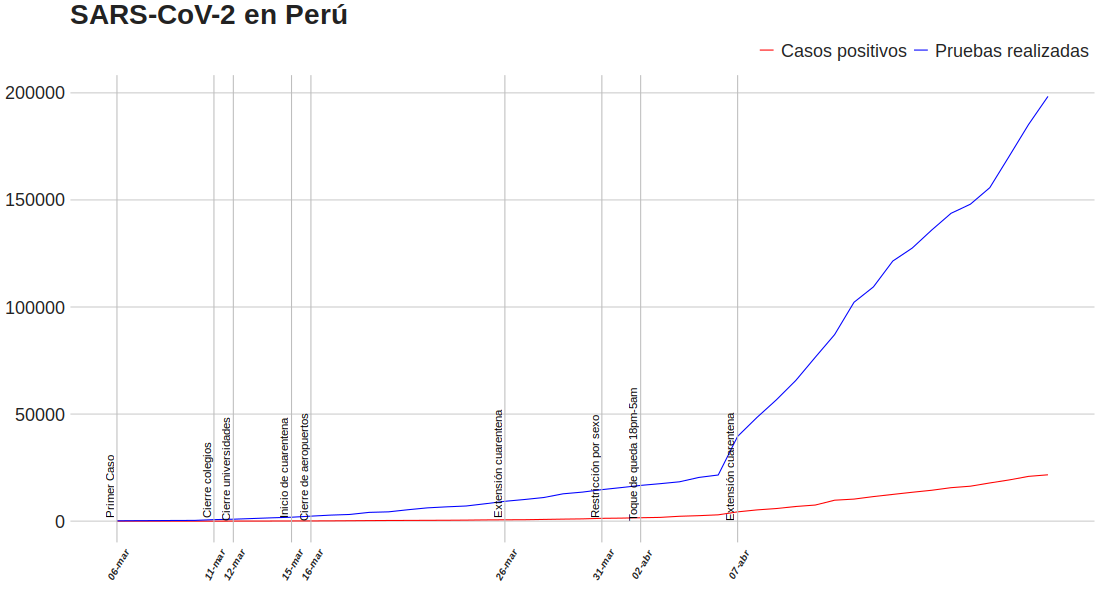 SARS-CoV-2 en Perú
Casos positivos
Pruebas realizadas
200000
150000
100000
50000
0
Primer Caso
Cierre colegios
Cierre universidades
Inicio de cuarentena
Cierre de aeropuertos
Extensión cuarentena
Restricción por sexo
Toque de queda 18pm-5am
Extensión cuarentena
06-mar
11-mar
12-mar
15-mar
16-mar
26-mar
31-mar
02-abr
07-abr